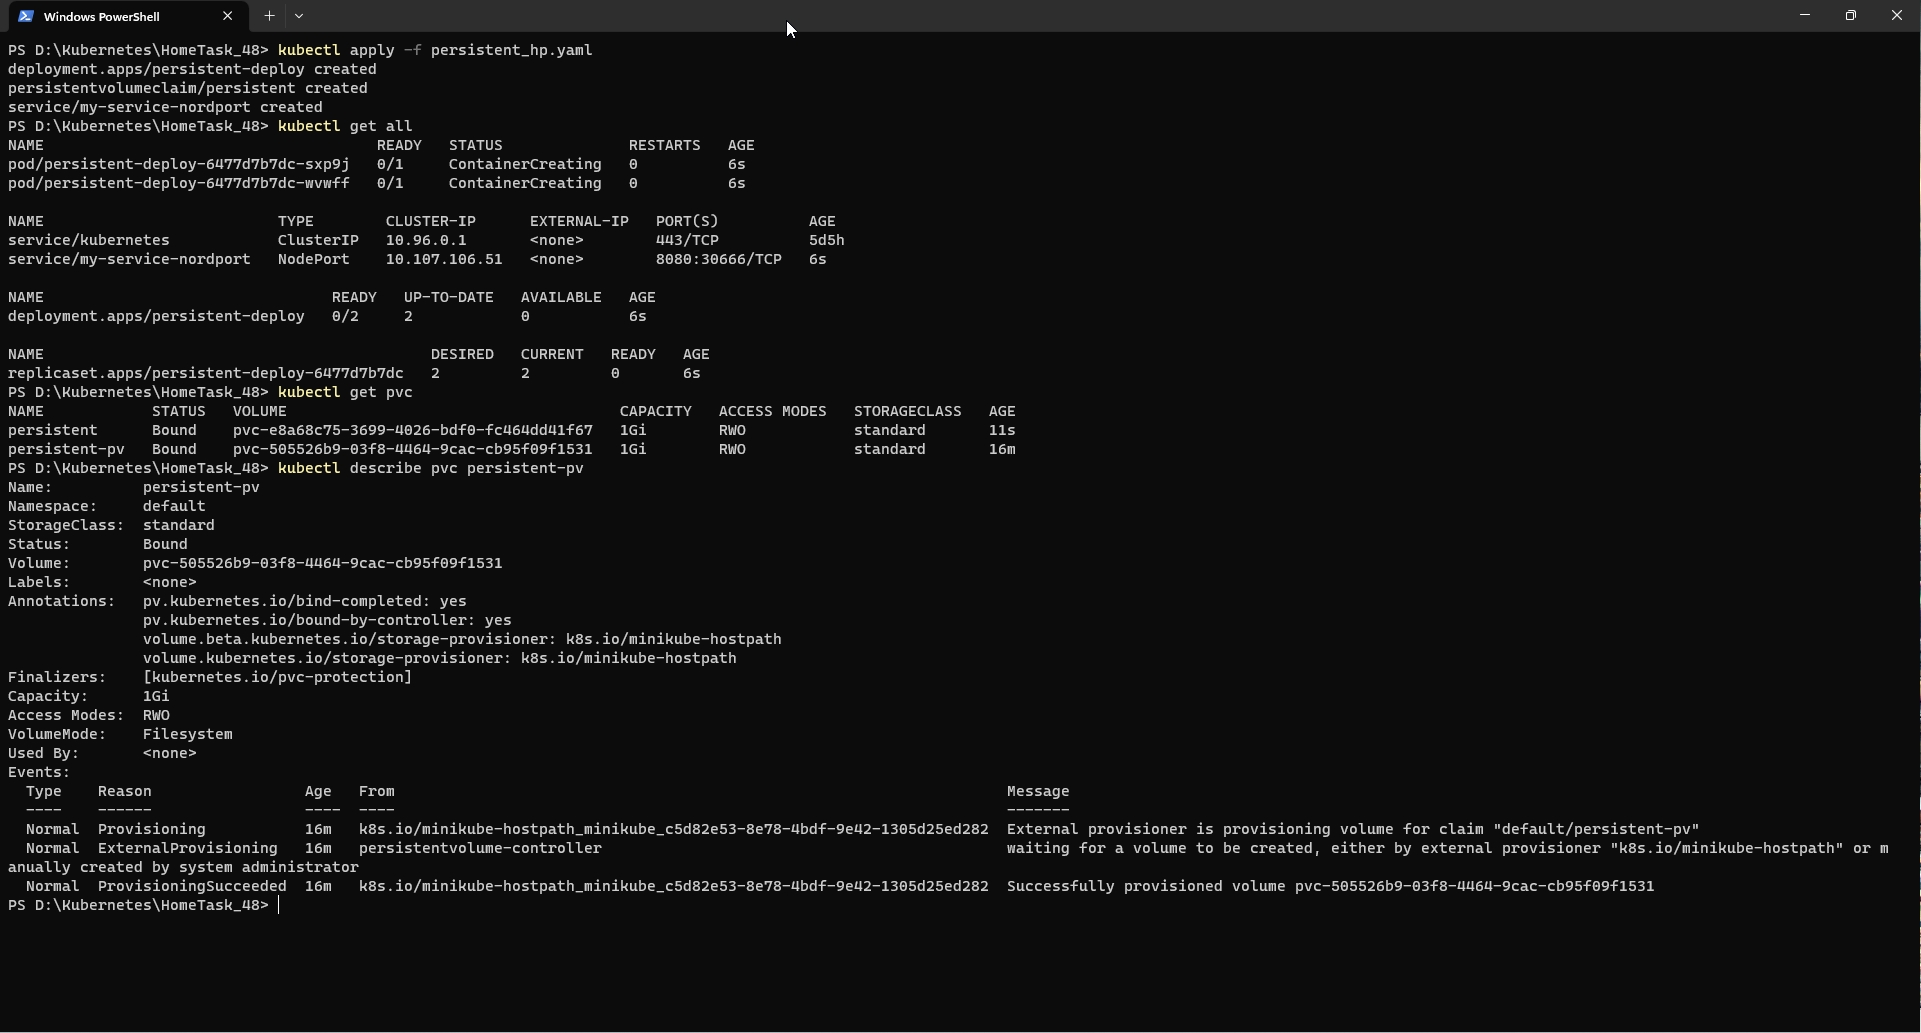 Windows PowerShell
PS D:\Kubernetes\HomeTask_48> kubectl apply -f persistent_hp.yaml
deployment.apps/persistent-deploy created
persistentvolumeclaim/persistent created
service/my-service-nordport created
PS D:\Kubernetes\HomeTask_48> kubectl get all
NAME                                     READY   STATUS              RESTARTS   AGE
pod/persistent-deploy-6477d7b7dc-sxp9j   0/1     ContainerCreating   0          6s
pod/persistent-deploy-6477d7b7dc-wvwff   0/1     ContainerCreating   0          6s
NAME                          TYPE        CLUSTER-IP      EXTERNAL-IP   PORT(S)          AGE
service/kubernetes            ClusterIP   10.96.0.1       <none>        443/TCP          5d5h
service/my-service-nordport   NodePort    10.107.106.51   <none>        8080:30666/TCP   6s
NAME                                READY   UP-TO-DATE   AVAILABLE   AGE
deployment.apps/persistent-deploy   0/2     2            0           6s
NAME                                           DESIRED   CURRENT   READY   AGE
replicaset.apps/persistent-deploy-6477d7b7dc   2         2         0       6s
PS D:\Kubernetes\HomeTask_48> kubectl get pvc
NAME            STATUS   VOLUME                                     CAPACITY   ACCESS MODES   STORAGECLASS   AGE
persistent      Bound    pvc-e8a68c75-3699-4026-bdf0-fc464dd41f67   1Gi        RWO            standard       11s
persistent-pv   Bound    pvc-505526b9-03f8-4464-9cac-cb95f09f1531   1Gi        RWO            standard       16m
PS D:\Kubernetes\HomeTask_48> kubectl describe pvc persistent-pv
Name:          persistent-pv
Namespace:     default
StorageClass:  standard
Status:        Bound
Volume:        pvc-505526b9-03f8-4464-9cac-cb95f09f1531
Labels:        <none>
Annotations:   pv.kubernetes.io/bind-completed: yes
               pv.kubernetes.io/bound-by-controller: yes
               volume.beta.kubernetes.io/storage-provisioner: k8s.io/minikube-hostpath
               volume.kubernetes.io/storage-provisioner: k8s.io/minikube-hostpath
Finalizers:    [kubernetes.io/pvc-protection]
Capacity:      1Gi
Access Modes:  RWO
VolumeMode:    Filesystem
Used By:       <none>
Events:
  Type    Reason                 Age   From                                                                    Message
  ----    ------                 ----  ----                                                                    -------
  Normal  Provisioning           16m   k8s.io/minikube-hostpath_minikube_c5d82e53-8e78-4bdf-9e42-1305d25ed282  External provisioner is provisioning volume for claim "default/persistent-pv"
  Normal  ExternalProvisioning   16m   persistentvolume-controller                                             waiting for a volume to be created, either by external provisioner "k8s.io/minikube-hostpath" or m
anually created by system administrator
  Normal  ProvisioningSucceeded  16m   k8s.io/minikube-hostpath_minikube_c5d82e53-8e78-4bdf-9e42-1305d25ed282  Successfully provisioned volume pvc-505526b9-03f8-4464-9cac-cb95f09f1531
PS D:\Kubernetes\HomeTask_48>